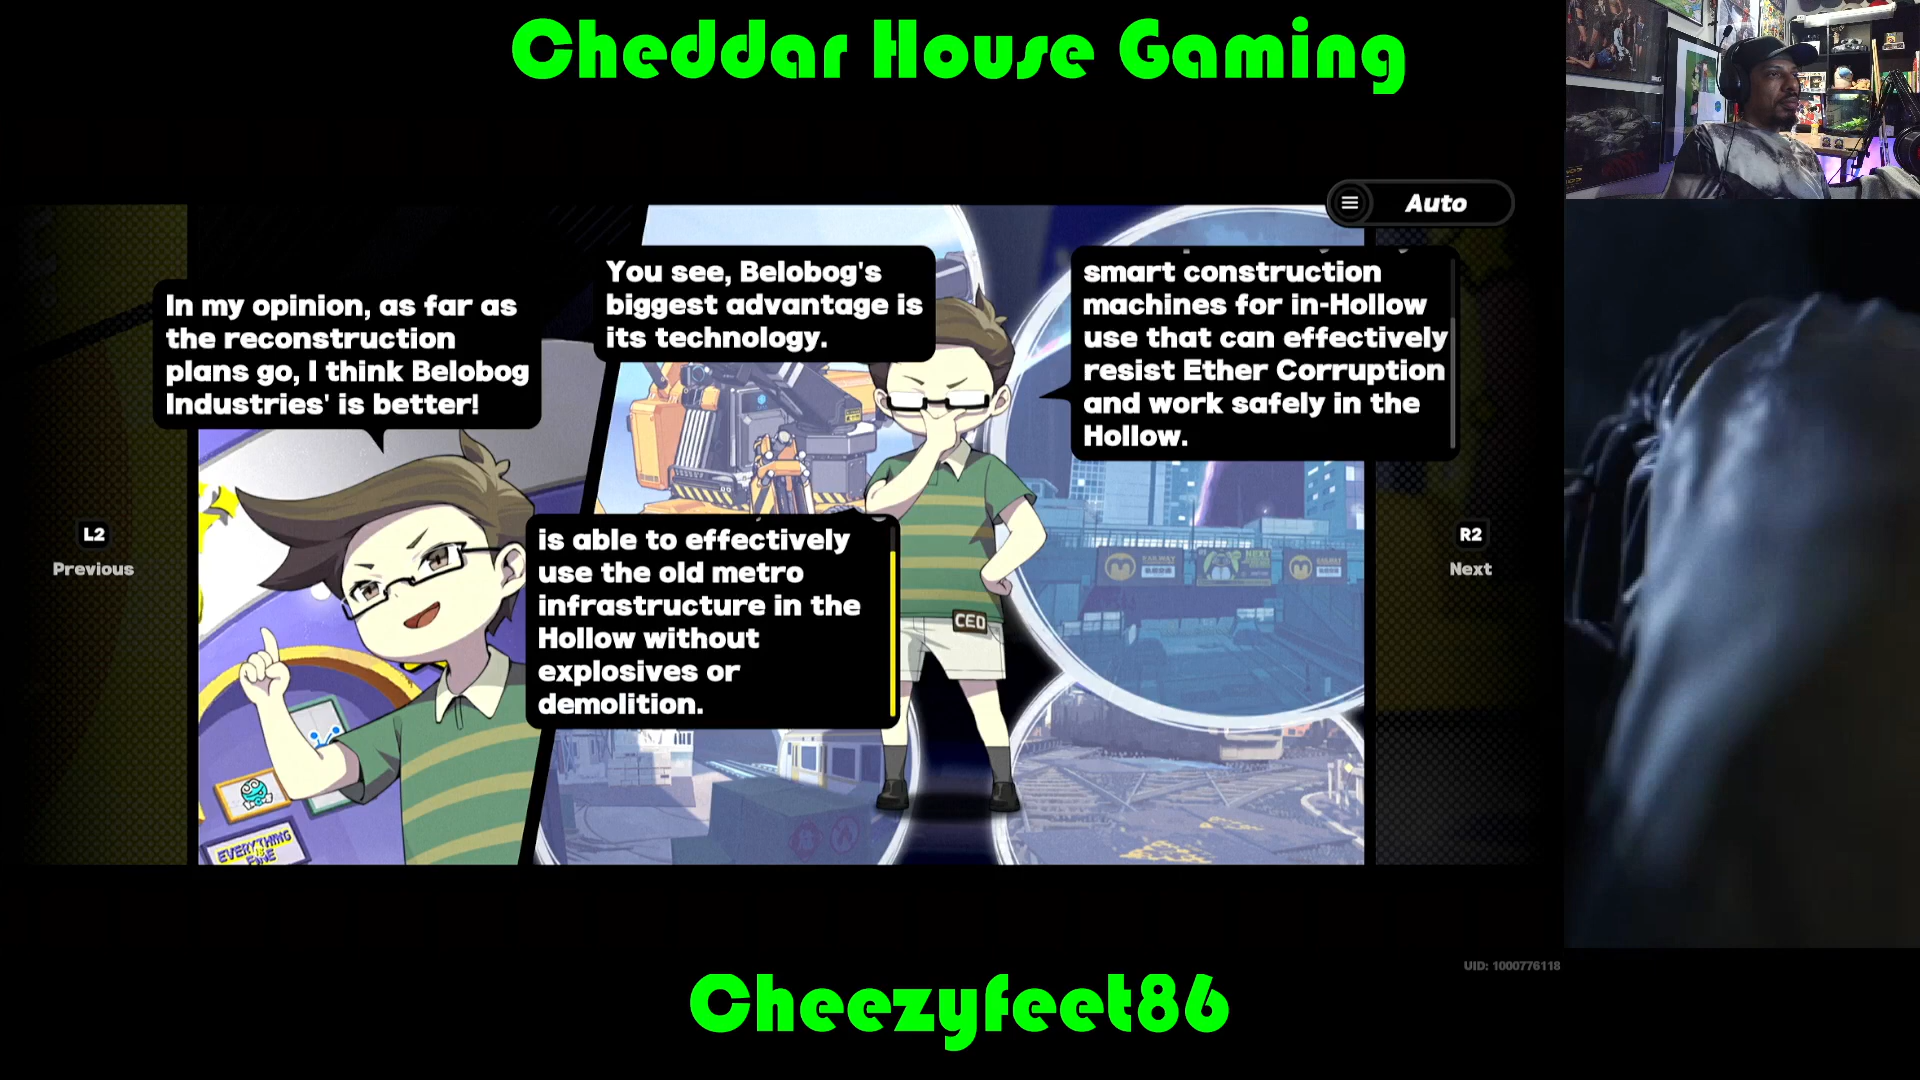 Cheddar House Gaming
Auto
In my opinion, as far as
the reconstruction
plans go, I think Belobog
Industries' is better!
You see, Belobog's
biggest advantage is
its technology.
smart construction
machines for in-Hollow
use that can effectively
resist Ether Corruption
and work safely in the
Hollow.
is able to effectively
use the old metro
infrastructure in the
Hollow without
explosives or
demolition.
L2
Previous
R2
Next
CEO
EVERYTHING
IS
FINE
UID: 1000776118
Cheezyfeet86